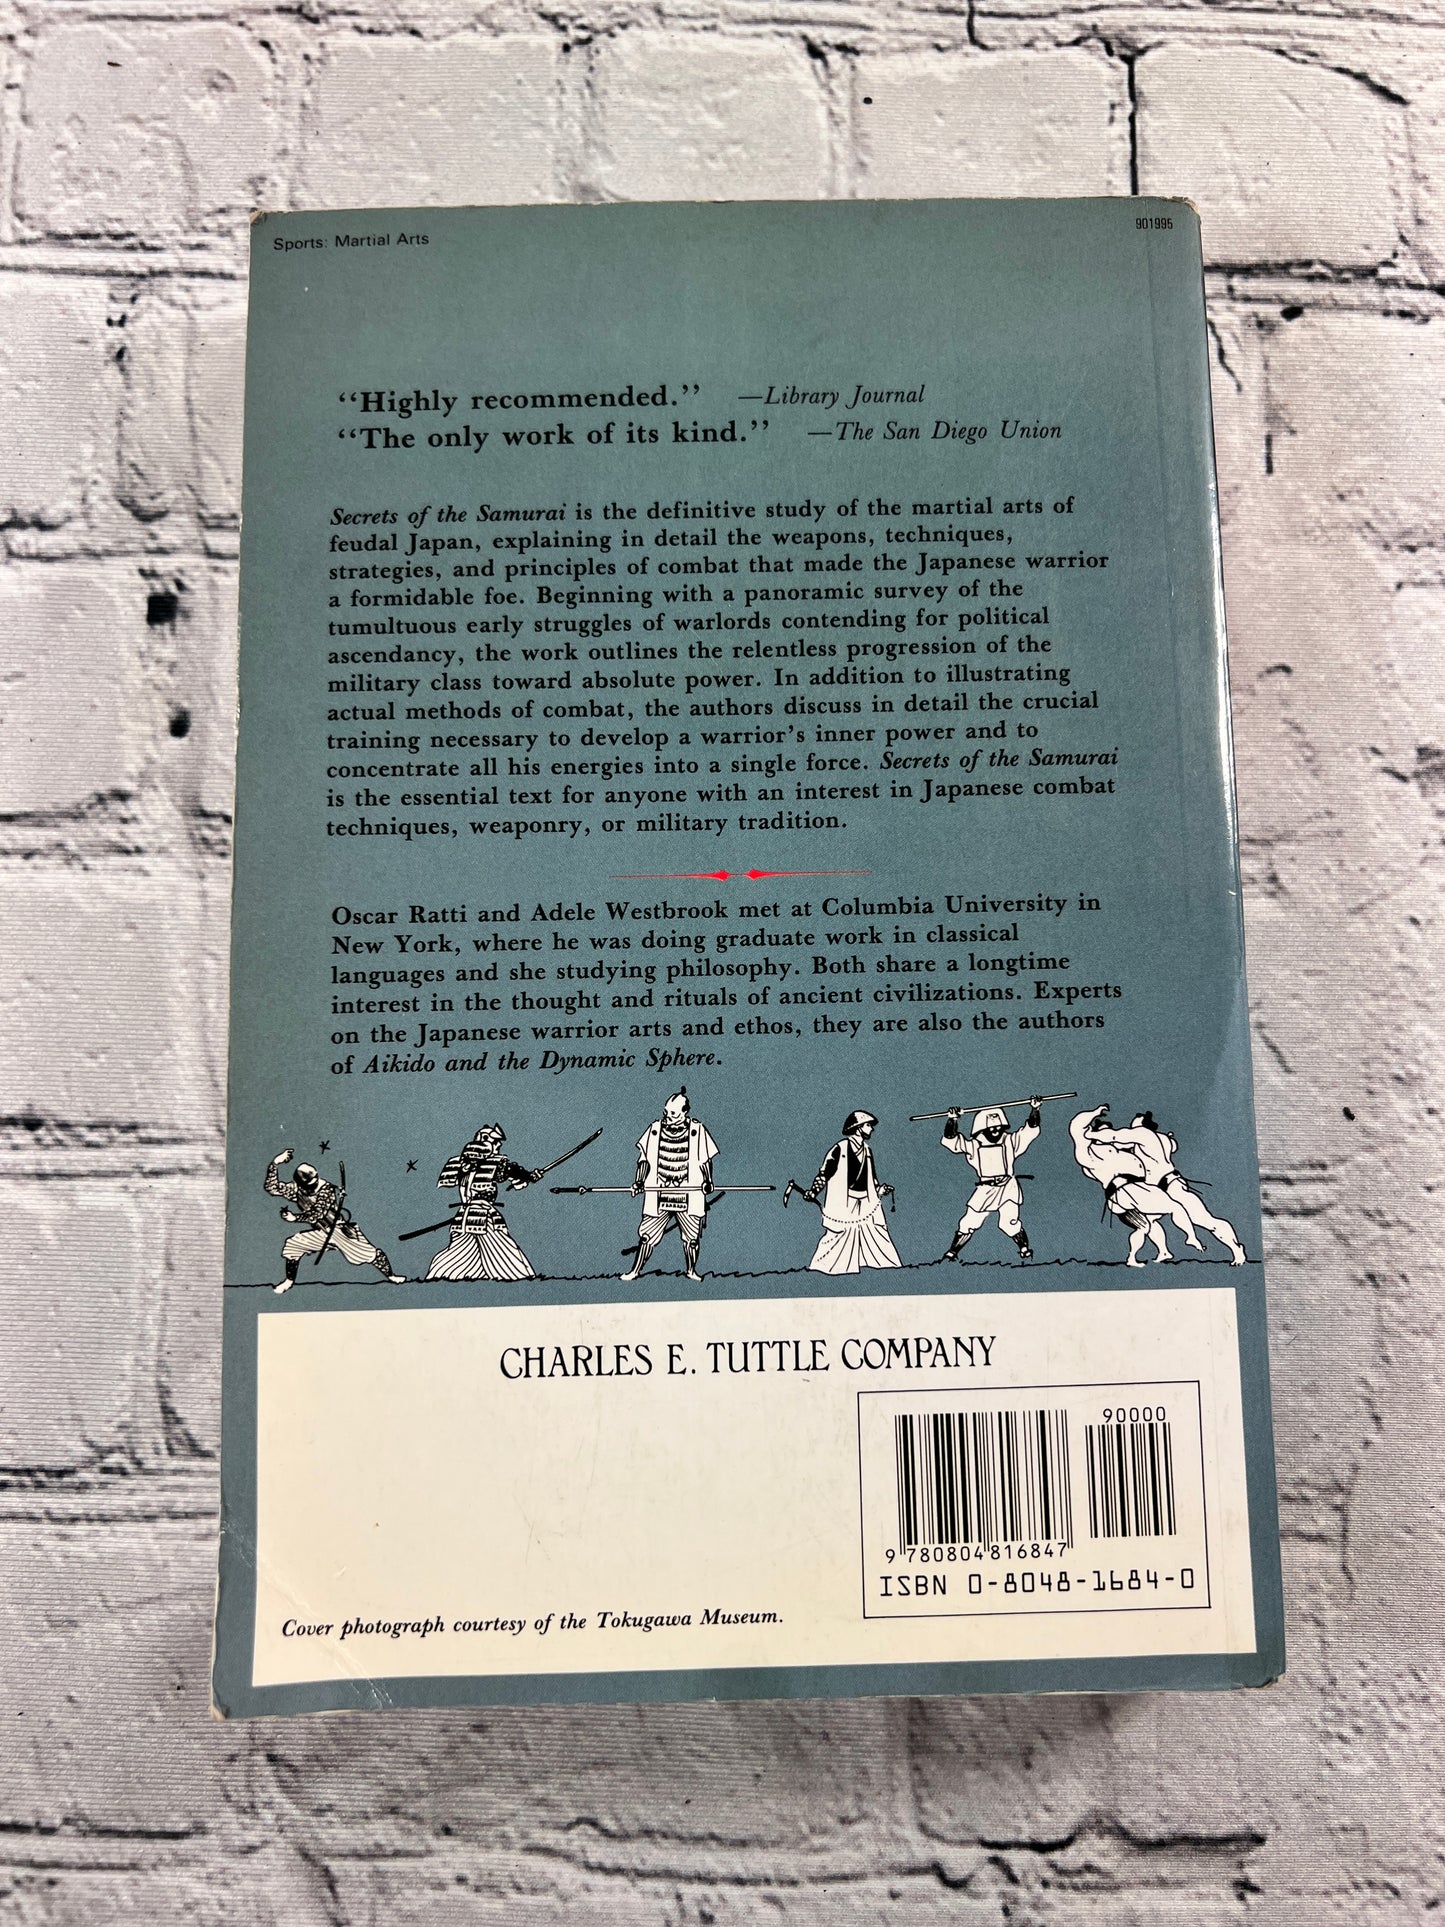 Sports: Martial Arts
901995
“Highly recommended.” —Library Journal
“The only work of its kind.” —The San Diego Union
Secrets of the Samurai is the definitive study of the martial arts of
feudal Japan, explaining in detail the weapons, techniques,
strategies, and principles of combat that made the Japanese warrior
a formidable foe. Beginning with a panoramic survey of the
tumultuous early struggles of warlords contending for political
ascendancy, the work outlines the relentless progression of the
military class toward absolute power. In addition to illustrating
actual methods of combat, the authors discuss in detail the crucial
training necessary to develop a warrior’s inner power and to
concentrate all his energies into a single force. Secrets of the Samurai
is the essential text for anyone with an interest in Japanese combat
techniques, weaponry, or military tradition.
Oscar Ratti and Adele Westbrook met at Columbia University in
New York, where he was doing graduate work in classical
languages and she studying philosophy. Both share a longtime
interest in the thought and rituals of ancient civilizations. Experts
on the Japanese warrior arts and ethos, they are also the authors
of Aikido and the Dynamic Sphere.
CHARLES E. TUTTLE COMPANY
90000
9 780804 816847
ISBN 0-8048-1684-0
Cover photograph courtesy of the Tokugawa Museum.